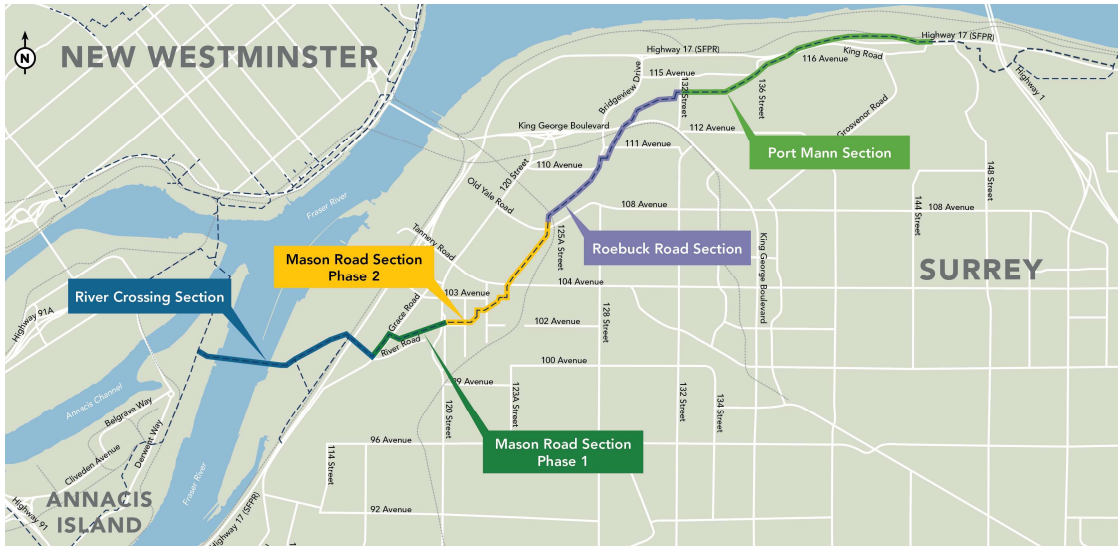 NEW WESTMINSTER
N
Highway 17 (SFPR)
Highway 17 (SFPR)
King Road
116 Avenue
115 Avenue
Bridgeview Drive
132 Street
136 Street
Highway 1
Grosvenor Road
King George Boulevard
112 Avenue
111 Avenue
Port Mann Section
110 Avenue
120 Street
148 Street
Old Yale Road
144 Street
108 Avenue
108 Avenue
Fraser River
Tannery Road
125A Street
Roebuck Road Section
King George Boulevard
Mason Road Section
Phase 2
SURREY
River Crossing Section
103 Avenue
104 Avenue
Grace Road
128 Street
102 Avenue
Highway 91A
River Road
100 Avenue
Annacis Channel
99 Avenue
123A Street
132 Street
134 Street
Belgrave Way
120 Street
Derwent Way
96 Avenue
Mason Road Section
Phase 1
Cliveden Avenue
114 Street
Fraser River
ANNACIS
ISLAND
92 Avenue
Highway 91
Highway 17 (SFPR)